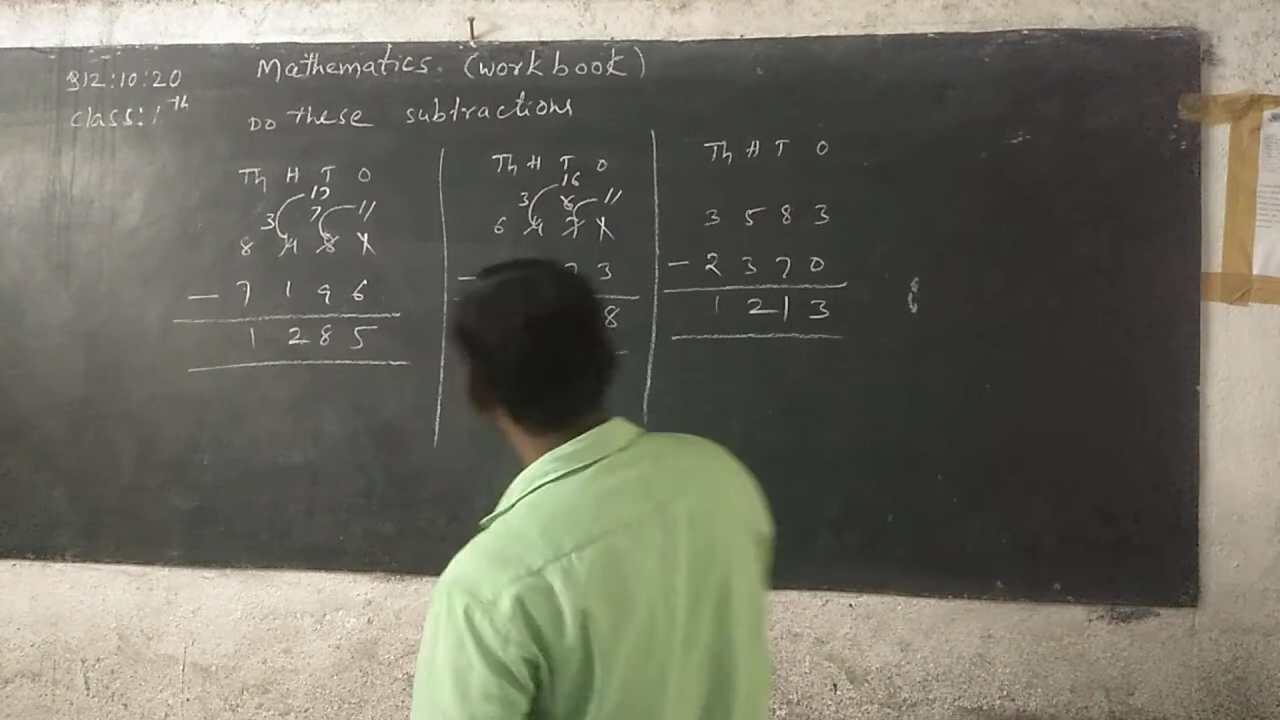 Mathematics. (workbook)
12:10:20
class: 1th
Do These subtractions
Th H T O
17
3 7 11
8 4 8 1
- 7 1 9 6
1 2 8 5
Th H T O
16
3 6 11
6 4 7 1
- 7 3
8
Th H T O
3 5 8 3
- 2 3 7 0
1 2 1 3